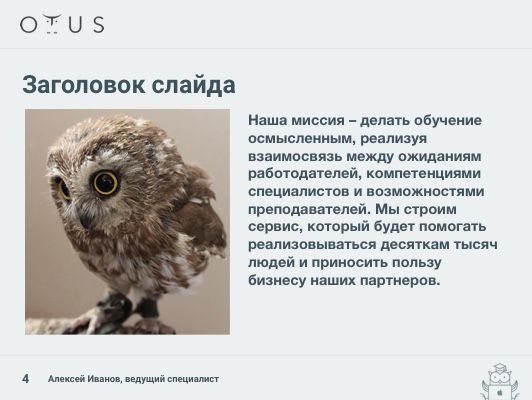 OTUS
Заголовок слайда
Наша миссия – делать обучение
осмысленным, реализуя
взаимосвязь между ожиданиям
работодателей, компетенциями
специалистов и возможностями
преподавателей. Мы строим
сервис, который будет помогать
реализовываться десяткам тысяч
людей и приносить пользу
бизнесу наших партнеров.
4 Алексей Иванов, ведущий специалист